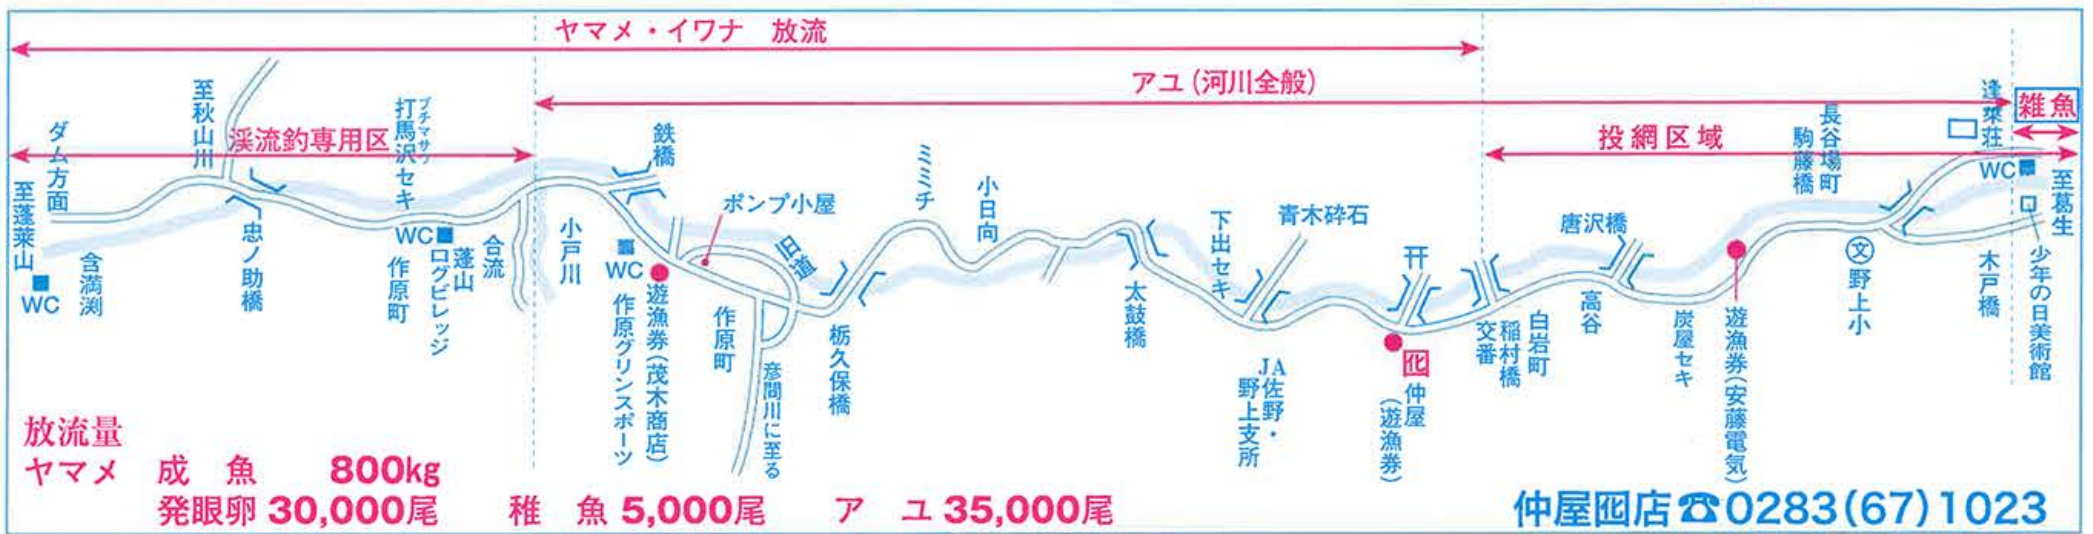 ヤマメ・イワナ 放流
アユ(河川全般)
雑魚
渓流釣専用区
投網区域
至蓬莱山
ダム方面
WC
含満渕
至秋山川
忠ノ助橋
ブチマサワ
打馬沢セキ
WC
作原町
ログビレッジ
蓬山
合流
小戸川
鉄橋
WC
作原グリンスポーツ
遊漁券(茂木商店)
ポンプ小屋
作原町
旧道
彦間川に至る
栃久保橋
ミミチ
小日向
太鼓橋
下出セキ
青木砕石
JA佐野・
野上支所
仲屋
(遊漁券)
交番
稲村橋
白岩町
唐沢橋
高谷
炭屋セキ
遊漁券(安藤電気)
駒藤橋
長谷場町
文
野上小
逢莱荘
WC
木戸橋
至葛生
少年の日美術館
放流量
ヤマメ 成魚 800kg
発眼卵 30,000尾 稚魚 5,000尾 アユ 35,000尾
仲屋囮店☎0283(67)1023